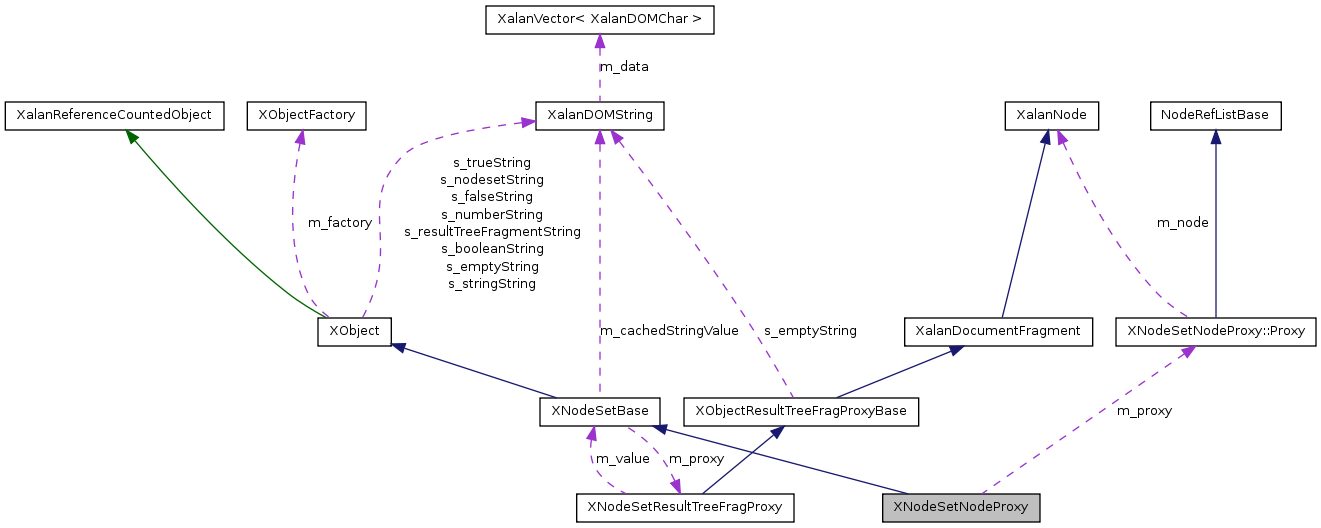 XalanVector< XalanDOMChar >
m_data
XalanReferenceCountedObject
XObjectFactory
XalanDOMString
XalanNode
NodeRefListBase
s_trueString
s_nodesetString
s_falseString
s_numberString
s_resultTreeFragmentString
s_booleanString
s_emptyString
s_stringString
m_factory
m_node
XObject
m_cachedStringValue
s_emptyString
XalanDocumentFragment
XNodeSetNodeProxy::Proxy
XNodeSetBase
XObjectResultTreeFragProxyBase
m_proxy
m_value
m_proxy
XNodeSetResultTreeFragProxy
XNodeSetNodeProxy